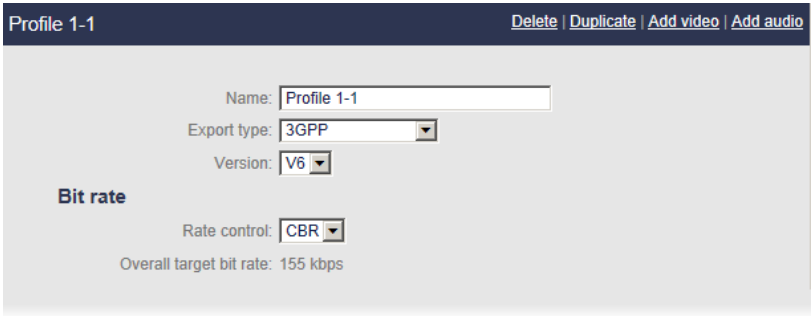 Profile 1-1 Delete | Duplicate | Add video | Add audio
Name: Profile 1-1
Export type: 3GPP
Version: V6
Bit rate
Rate control: CBR
Overall target bit rate: 155 kbps